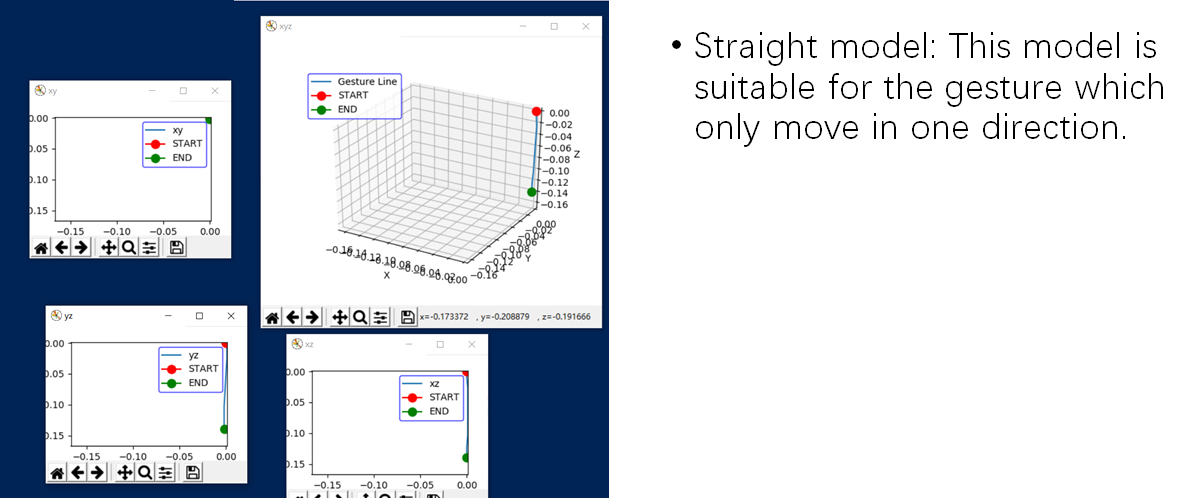 xyz
Gesture Line
START
END
0.00
−0.02
−0.04
−0.06
−0.08
−0.10
−0.12
−0.14
−0.16
Z
0.00
−0.02
−0.04
−0.06
−0.08
−0.10
−0.12
−0.14
−0.16
Y
−0.16
−0.14
−0.12
−0.10
−0.08
−0.06
−0.04
−0.02
0.00
X
x=-0.173372 , y=-0.208879 , z=-0.191666
xy
xy
START
END
0.00
0.10
0.15
−0.15 −0.10 −0.05 0.00
yz
yz
START
END
0.00
0.05
0.10
0.15
−0.15 −0.10 −0.05 0.00
xz
xz
START
END
0.00
0.05
0.10
0.15
−0.15 −0.10 −0.05 0.00
• Straight model: This model is
suitable for the gesture which
only move in one direction.